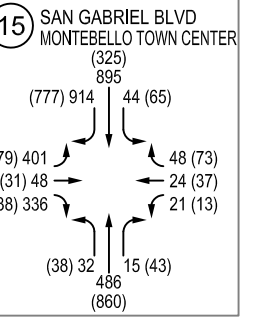 15 SAN GABRIEL BLVD
MONTEBELLO TOWN CENTER
(325)
895
(777) 914 44 (65)
79) 401 48 (73)
(31) 48 24 (37)
38) 336 21 (13)
(38) 32 15 (43)
486
(860)